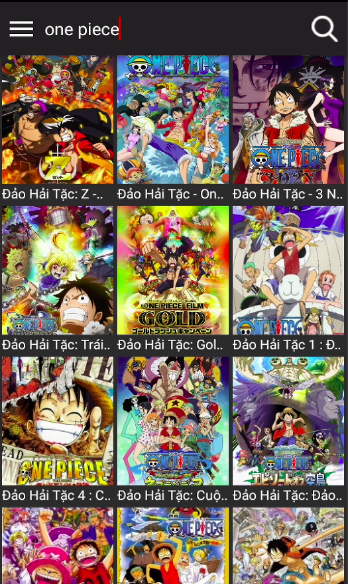 one piece
ONE PIECE
Đảo Hải Tặc: Z -..
Đảo Hải Tặc - On..
Đảo Hải Tặc - 3 N..
ONE PIECE FILM
GOLD
Đảo Hải Tặc: Trái..
Đảo Hải Tặc: Gol..
Đảo Hải Tặc 1 : Đ..
ONE PIECE
Đảo Hải Tặc 4 : C..
Đảo Hải Tặc: Cuộ..
Đảo Hải Tặc: Đảo..
ONE PIECE